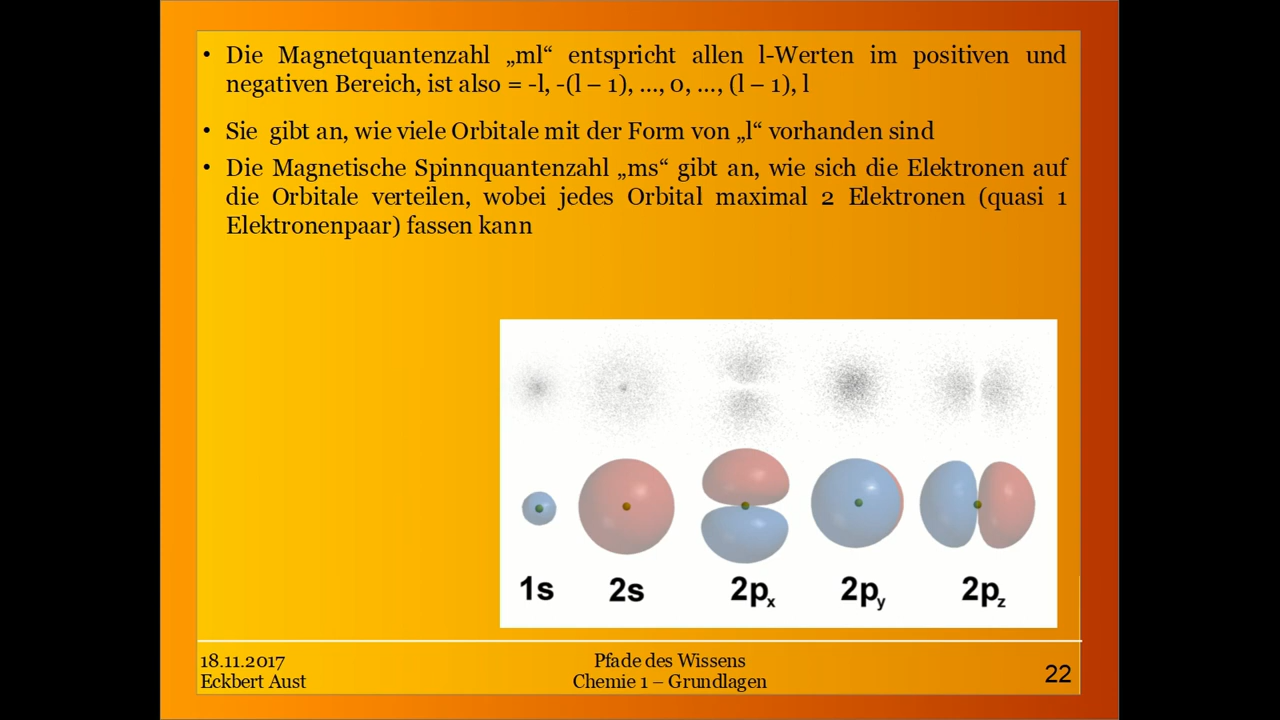 • Die Magnetquantenzahl „ml“ entspricht allen l-Werten im positiven und
negativen Bereich, ist also = -l, -(l – 1), …, 0, …, (l – 1), l
• Sie gibt an, wie viele Orbitale mit der Form von „l“ vorhanden sind
• Die Magnetische Spinnquantenzahl „ms“ gibt an, wie sich die Elektronen auf
die Orbitale verteilen, wobei jedes Orbital maximal 2 Elektronen (quasi 1
Elektronenpaar) fassen kann
1s 2s 2px 2py 2pz
18.11.2017
Eckbert Aust
Pfade des Wissens
Chemie 1 – Grundlagen
22